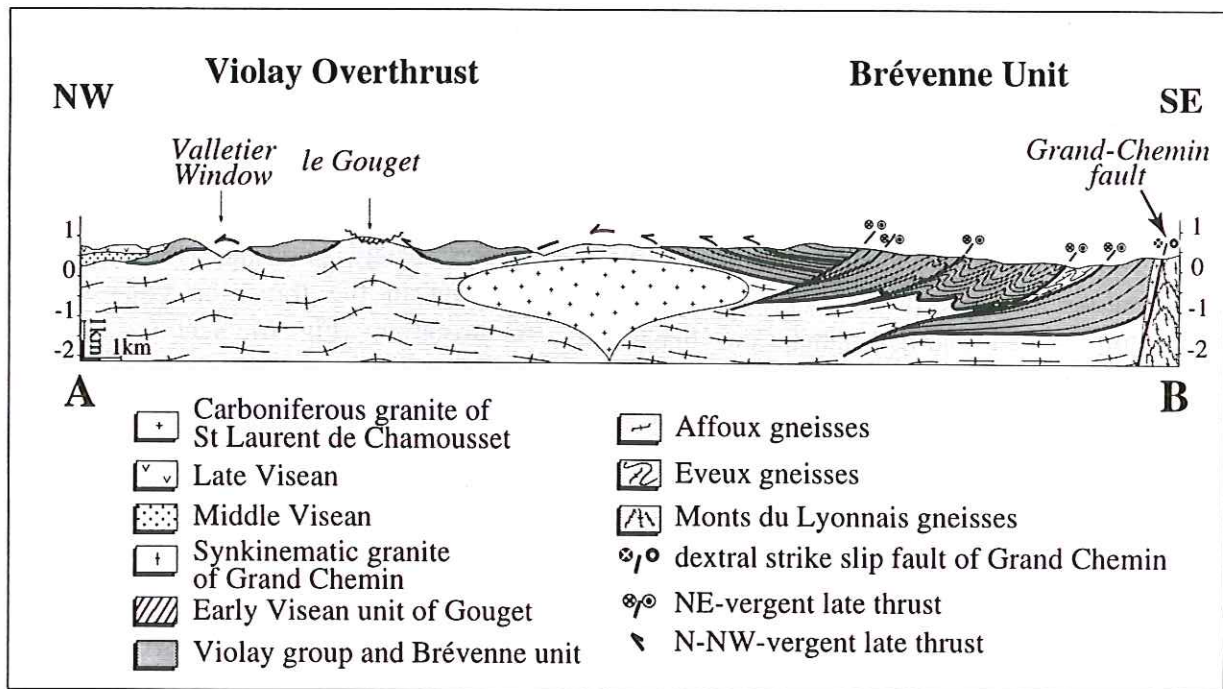 Violay Overthrust
Brévenne Unit
NW
SE
Valletier
Window
le Gouget
Grand-Chemin
fault
1
0
-1
-2
1km
1km
1
0
-1
-2
A
B
Carboniferous granite of
St Laurent de Chamousset
Late Visean
Middle Visean
Synkinematic granite
of Grand Chemin
Early Visean unit of Gouget
Violay group and Brévenne unit
Affoux gneisses
Eveux gneisses
Monts du Lyonnais gneisses
dextral strike slip fault of Grand Chemin
NE-vergent late thrust
N-NW-vergent late thrust